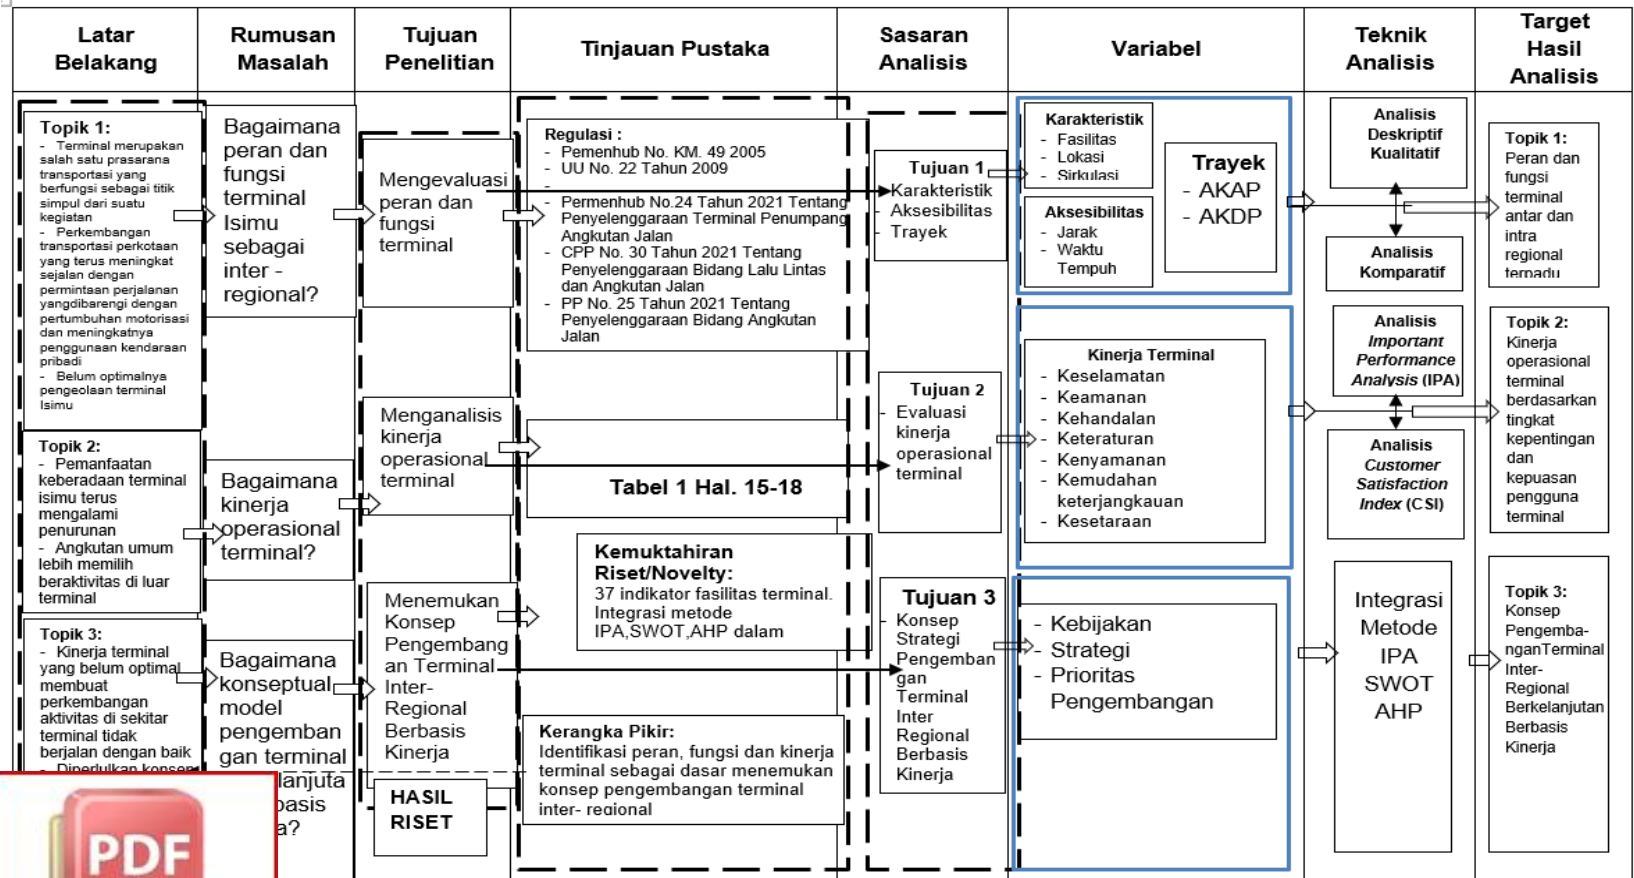 Latar
Belakang
Rumusan
Masalah
Tujuan
Penelitian
Tinjauan Pustaka
Sasaran
Analisis
Variabel
Teknik
Analisis
Target
Hasil
Analisis
Topik 1:
- Terminal merupakan
salah satu prasarana
transportasi yang
berfungsi sebagai titik
simpul dari suatu
kegiatan
- Perkembangan
transportasi perkotaan
yang terus meningkat
sejalan dengan
permintaan perjalanan
yangdibarengi dengan
pertumbuhan motorisasi
dan meningkatnya
penggunaan kendaraan
pribadi
- Belum optimalnya
pengeolaan terminal
Isimu
Topik 2:
- Pemanfaatan
keberadaan terminal
isimu terus
mengalami
penurunan
- Angkutan umum
lebih memilih
beraktivitas di luar
terminal
Topik 3:
- Kinerja terminal
yang belum optimal
membuat
perkembangan
aktivitas di sekitar
terminal tidak
berjalan dengan baik
- Diperlukan konsep
Bagaimana
peran dan
fungsi
terminal
Isimu
sebagai
inter -
regional?
Bagaimana
kinerja
operasional
terminal?
Bagaimana
konseptual
model
pengemban
gan terminal
lanjuta
basis
a?
Mengevaluasi
peran dan
fungsi
terminal
Menganalisis
kinerja
operasional
terminal
Menemukan
Konsep
Pengembang
an Terminal
Inter-
Regional
Berbasis
Kinerja
HASIL
RISET
Regulasi :
- Pemenhub No. KM. 49 2005
- UU No. 22 Tahun 2009
-
- Permenhub No.24 Tahun 2021 Tentang
Penyelenggaraan Terminal Penumpang
Angkutan Jalan
- CPP No. 30 Tahun 2021 Tentang
Penyelenggaraan Bidang Lalu Lintas
dan Angkutan Jalan
- PP No. 25 Tahun 2021 Tentang
Penyelenggaraan Bidang Angkutan
Jalan
Tabel 1 Hal. 15-18
Kemuktahiran
Riset/Novelty:
37 indikator fasilitas terminal.
Integrasi metode
IPA,SWOT,AHP dalam
Kerangka Pikir:
Identifikasi peran, fungsi dan kinerja
terminal sebagai dasar menemukan
konsep pengembangan terminal
inter- regional
Tujuan 1
- Karakteristik
- Aksesibilitas
- Trayek
Tujuan 2
- Evaluasi
kinerja
operasional
terminal
Tujuan 3
- Konsep
Strategi
Pengemban
gan
Terminal
Inter
Regional
Berbasis
Kinerja
Karakteristik
- Fasilitas
- Lokasi
- Sirkulasi
Aksesibilitas
- Jarak
- Waktu
Tempuh
Trayek
- AKAP
- AKDP
Kinerja Terminal
- Keselamatan
- Keamanan
- Kehandalan
- Keteraturan
- Kenyamanan
- Kemudahan
keterjangkauan
- Kesetaraan
- Kebijakan
- Strategi
- Prioritas
Pengembangan
Analisis
Deskriptif
Kualitatif
Analisis
Komparatif
Analisis
Important
Performance
Analysis (IPA)
Analisis
Customer
Satisfaction
Index (CSI)
Integrasi
Metode
IPA
SWOT
AHP
Topik 1:
Peran dan
fungsi
terminal
antar dan
intra
regional
terpadu
Topik 2:
Kinerja
operasional
terminal
berdasarkan
tingkat
kepentingan
dan
kepuasan
pengguna
terminal
Topik 3:
Konsep
Pengemba-
nganTerminal
Inter-
Regional
Berkelanjutan
Berbasis
Kinerja
PDF